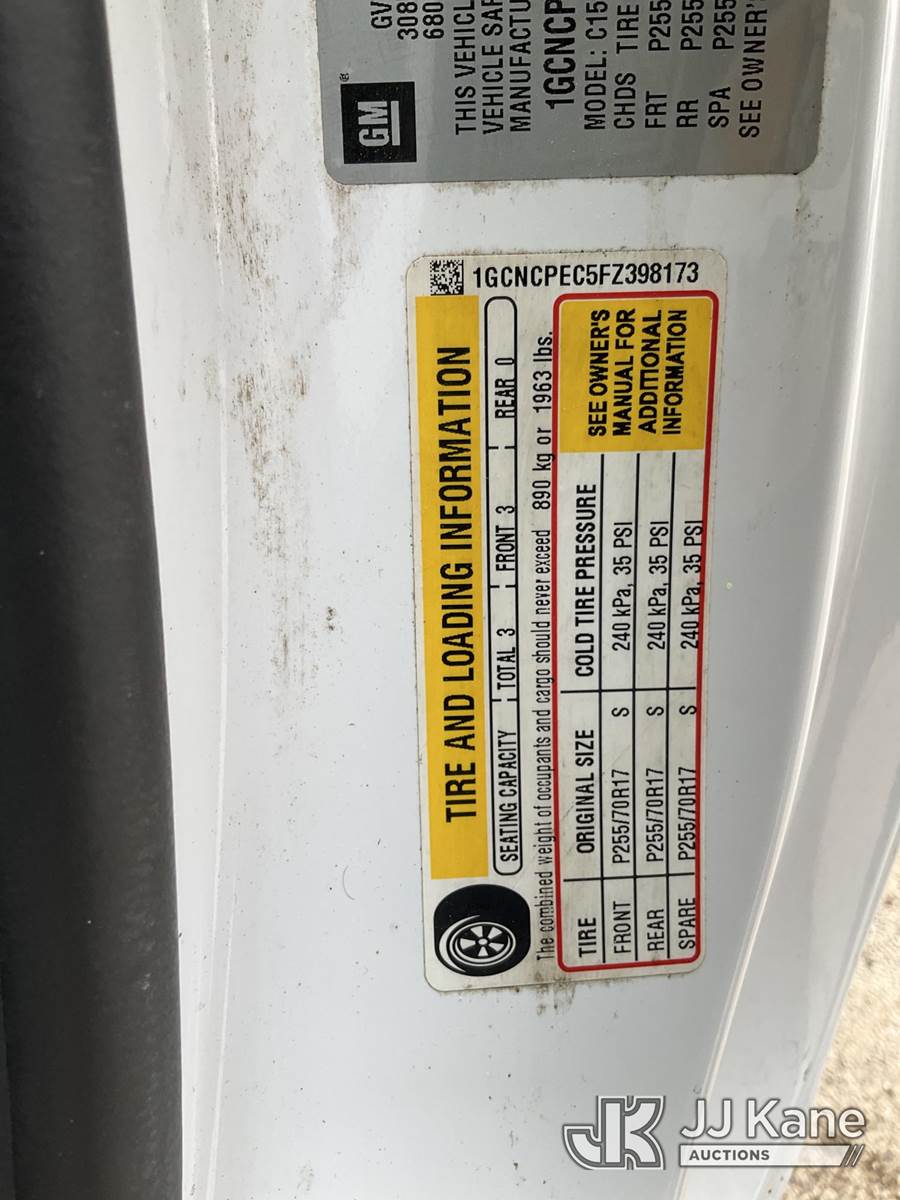 GM
GV
308
680
THIS VEHICL
VEHICLE SAF
MANUFACTU
1GCNCP
MODEL: C15
CHDS TIRE
FRT P255
RR P255
SPA P255
SEE OWNER'S
1GCNCPEC5FZ398173
TIRE AND LOADING INFORMATION
SEATING CAPACITY TOTAL 3 FRONT 3 REAR 0
The combined weight of occupants and cargo should never exceed 890 kg or 1963 lbs.
TIRE ORIGINAL SIZE COLD TIRE PRESSURE
FRONT P255/70R17 S 240 kPa, 35 PSI
REAR P255/70R17 S 240 kPa, 35 PSI
SPARE P255/70R17 S 240 kPa, 35 PSI
SEE OWNER'S
MANUAL FOR
ADDITIONAL
INFORMATION
JK JJ Kane
AUCTIONS